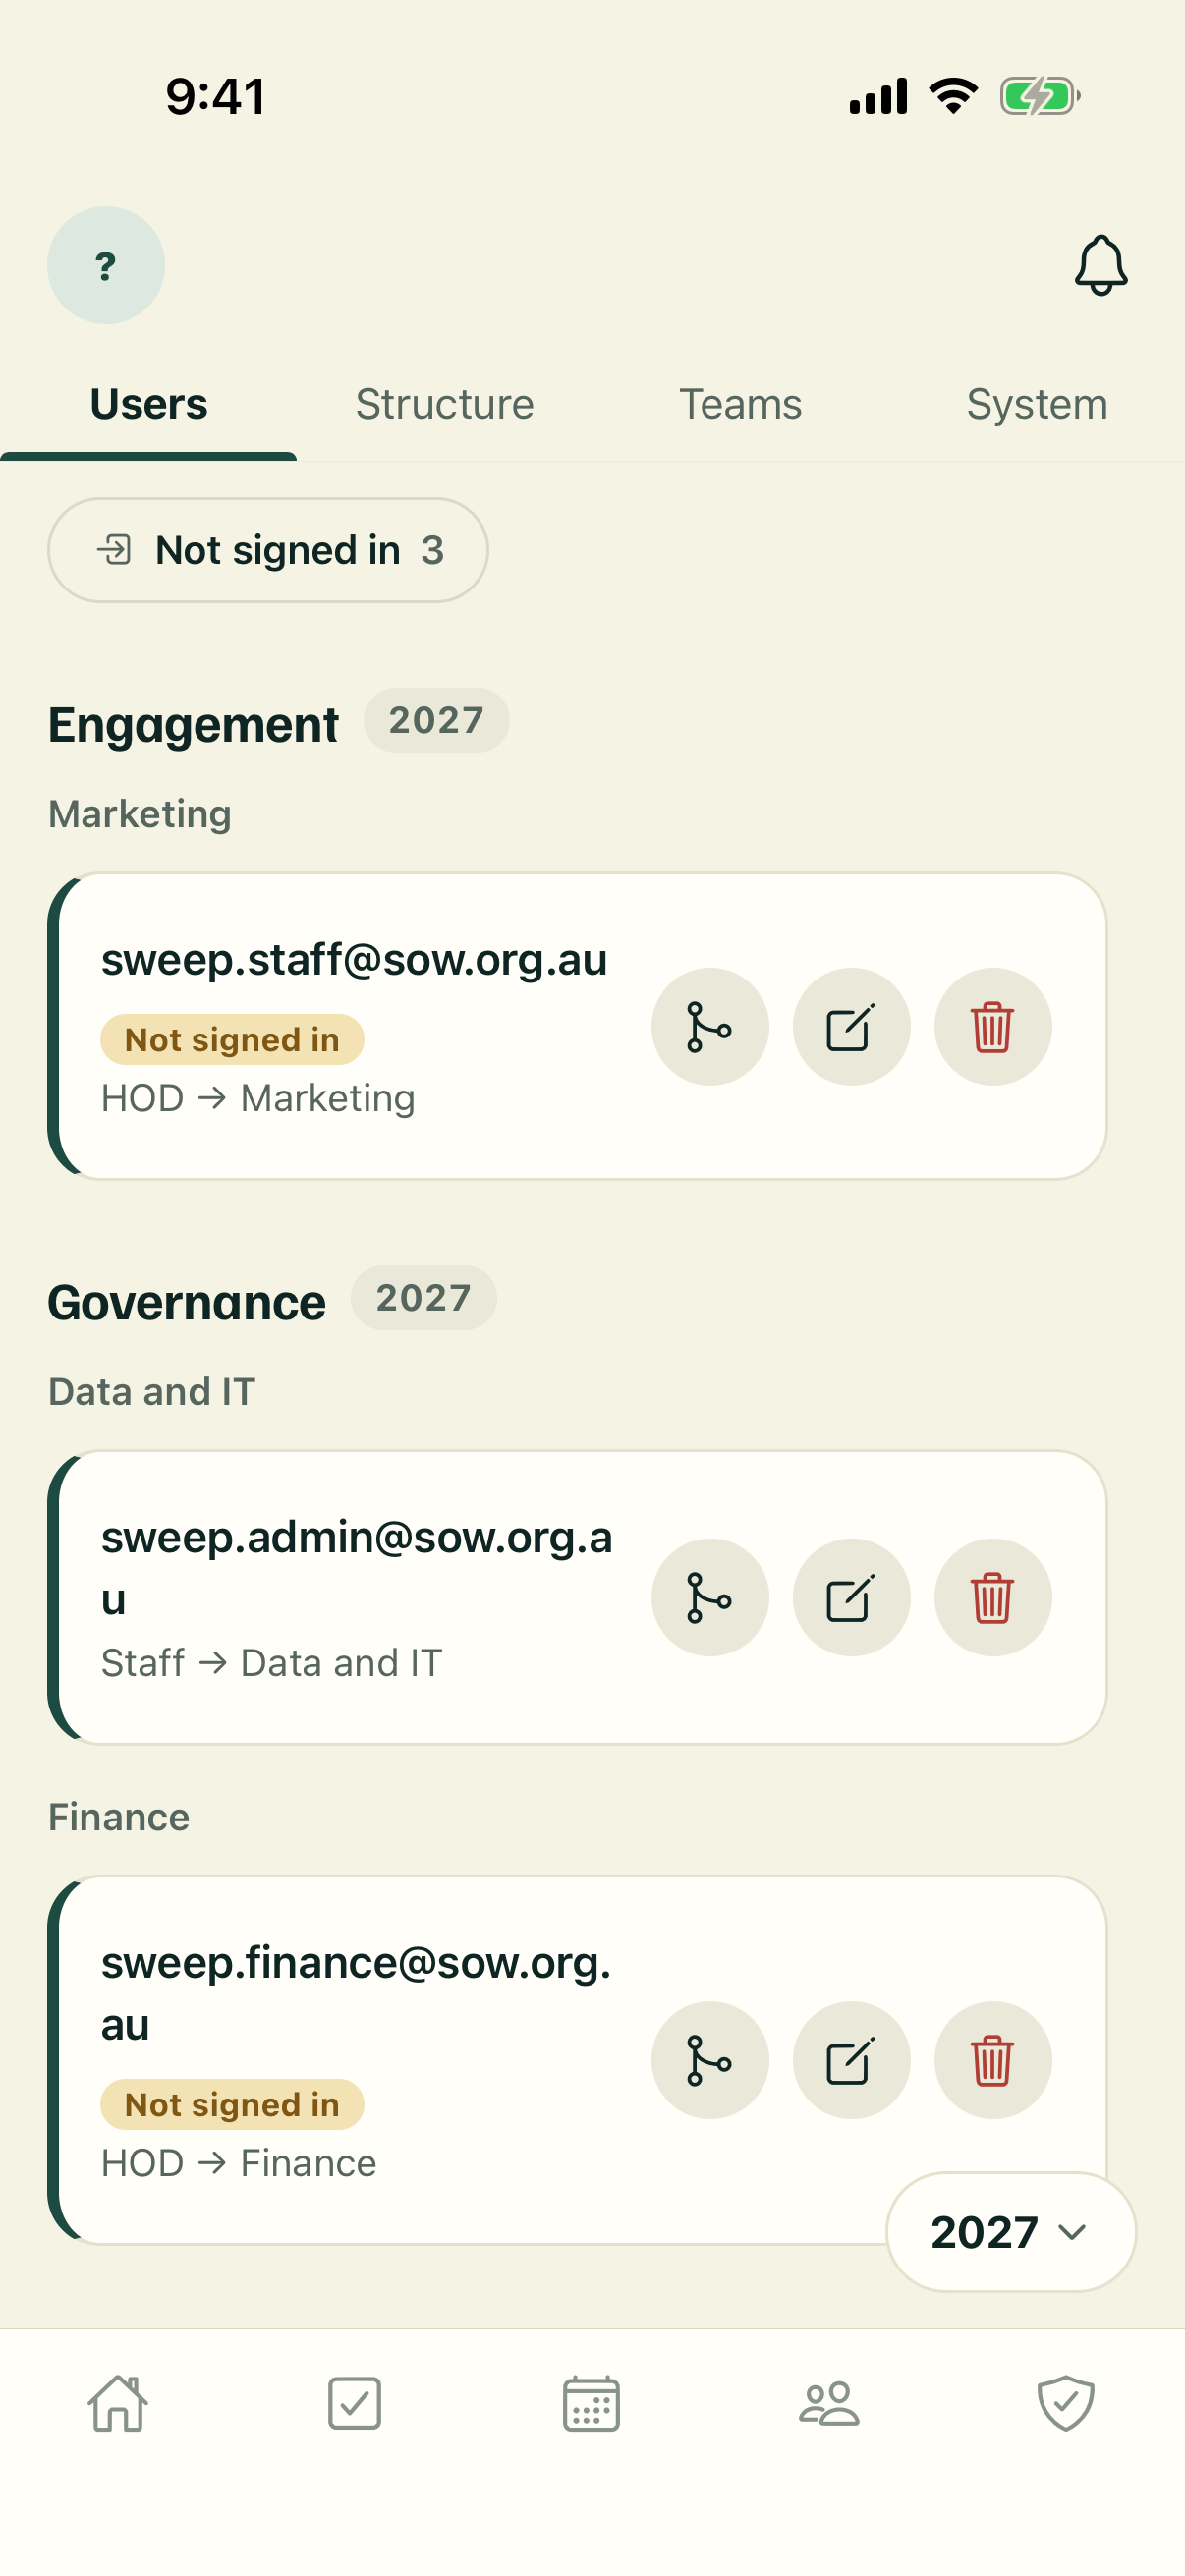 9:41
?
Users Structure Teams System
Not signed in 3
Engagement 2027
Marketing
sweep.staff@sow.org.au
Not signed in
HOD → Marketing
Governance 2027
Data and IT
sweep.admin@sow.org.a
u
Staff → Data and IT
Finance
sweep.finance@sow.org.
au
Not signed in
HOD → Finance
2027